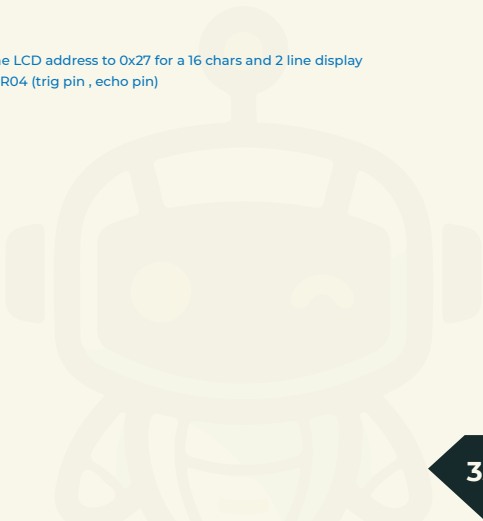 LCD address to 0x27 for a 16 chars and 2 line display
R04 (trig pin , echo pin)
3